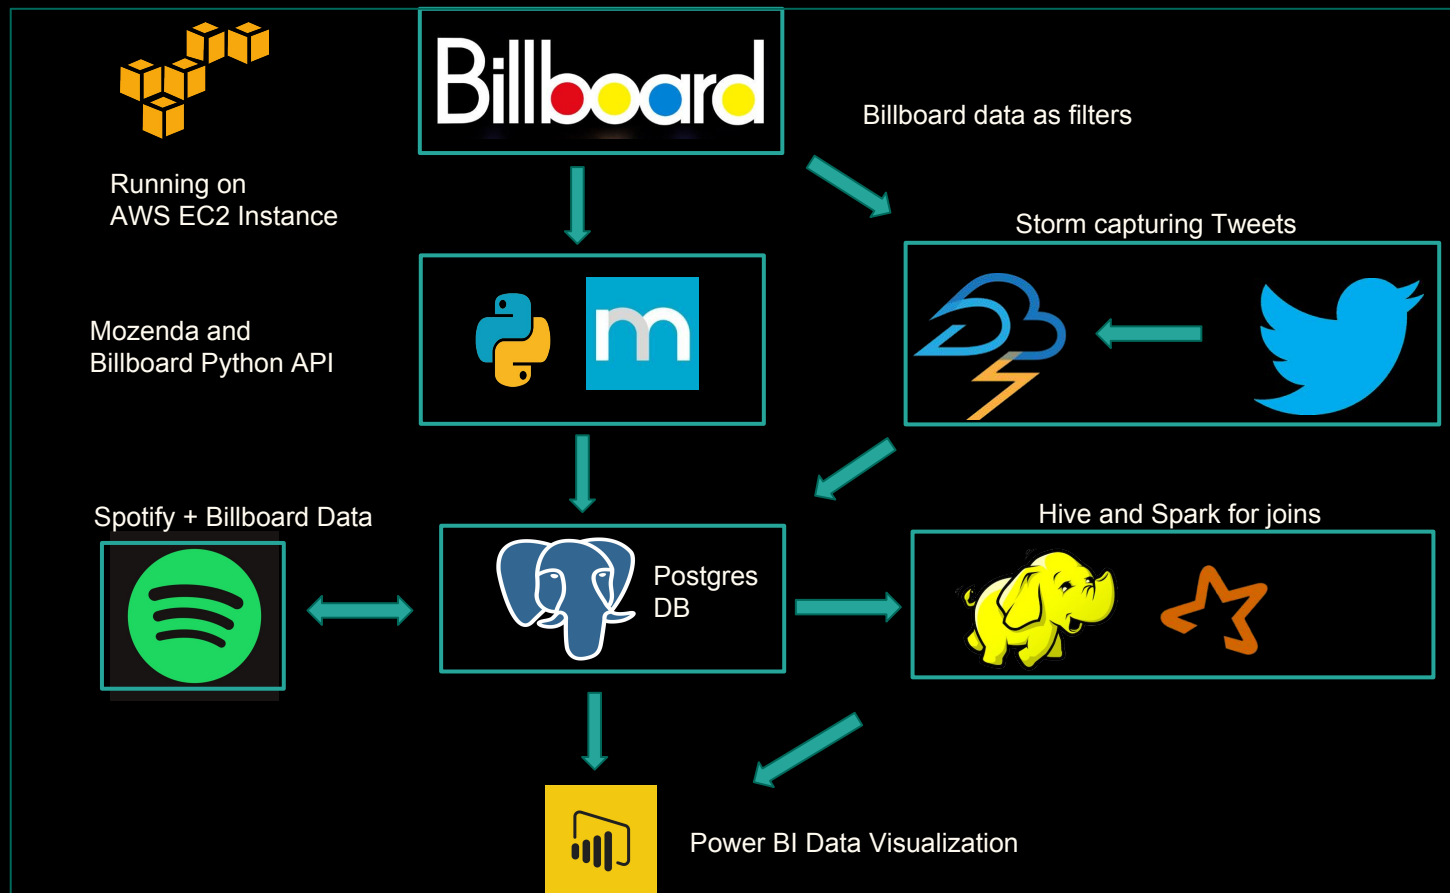 Billboard
Billboard data as filters
Running on
AWS EC2 Instance
Storm capturing Tweets
Mozenda and
Billboard Python API
m
Spotify + Billboard Data
Hive and Spark for joins
Postgres
DB
Power BI Data Visualization